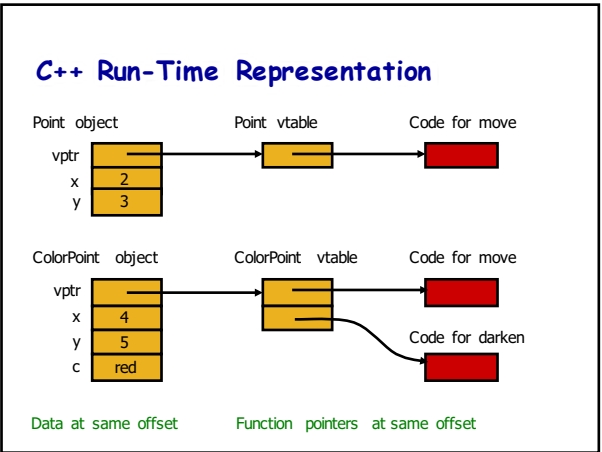 C++ Run-Time Representation
Point object Point vtable Code for move
vptr
x 2
y 3
ColorPoint object ColorPoint vtable Code for move
vptr
x 4
y 5
Code for darken
c red
Data at same offset Function pointers at same offset